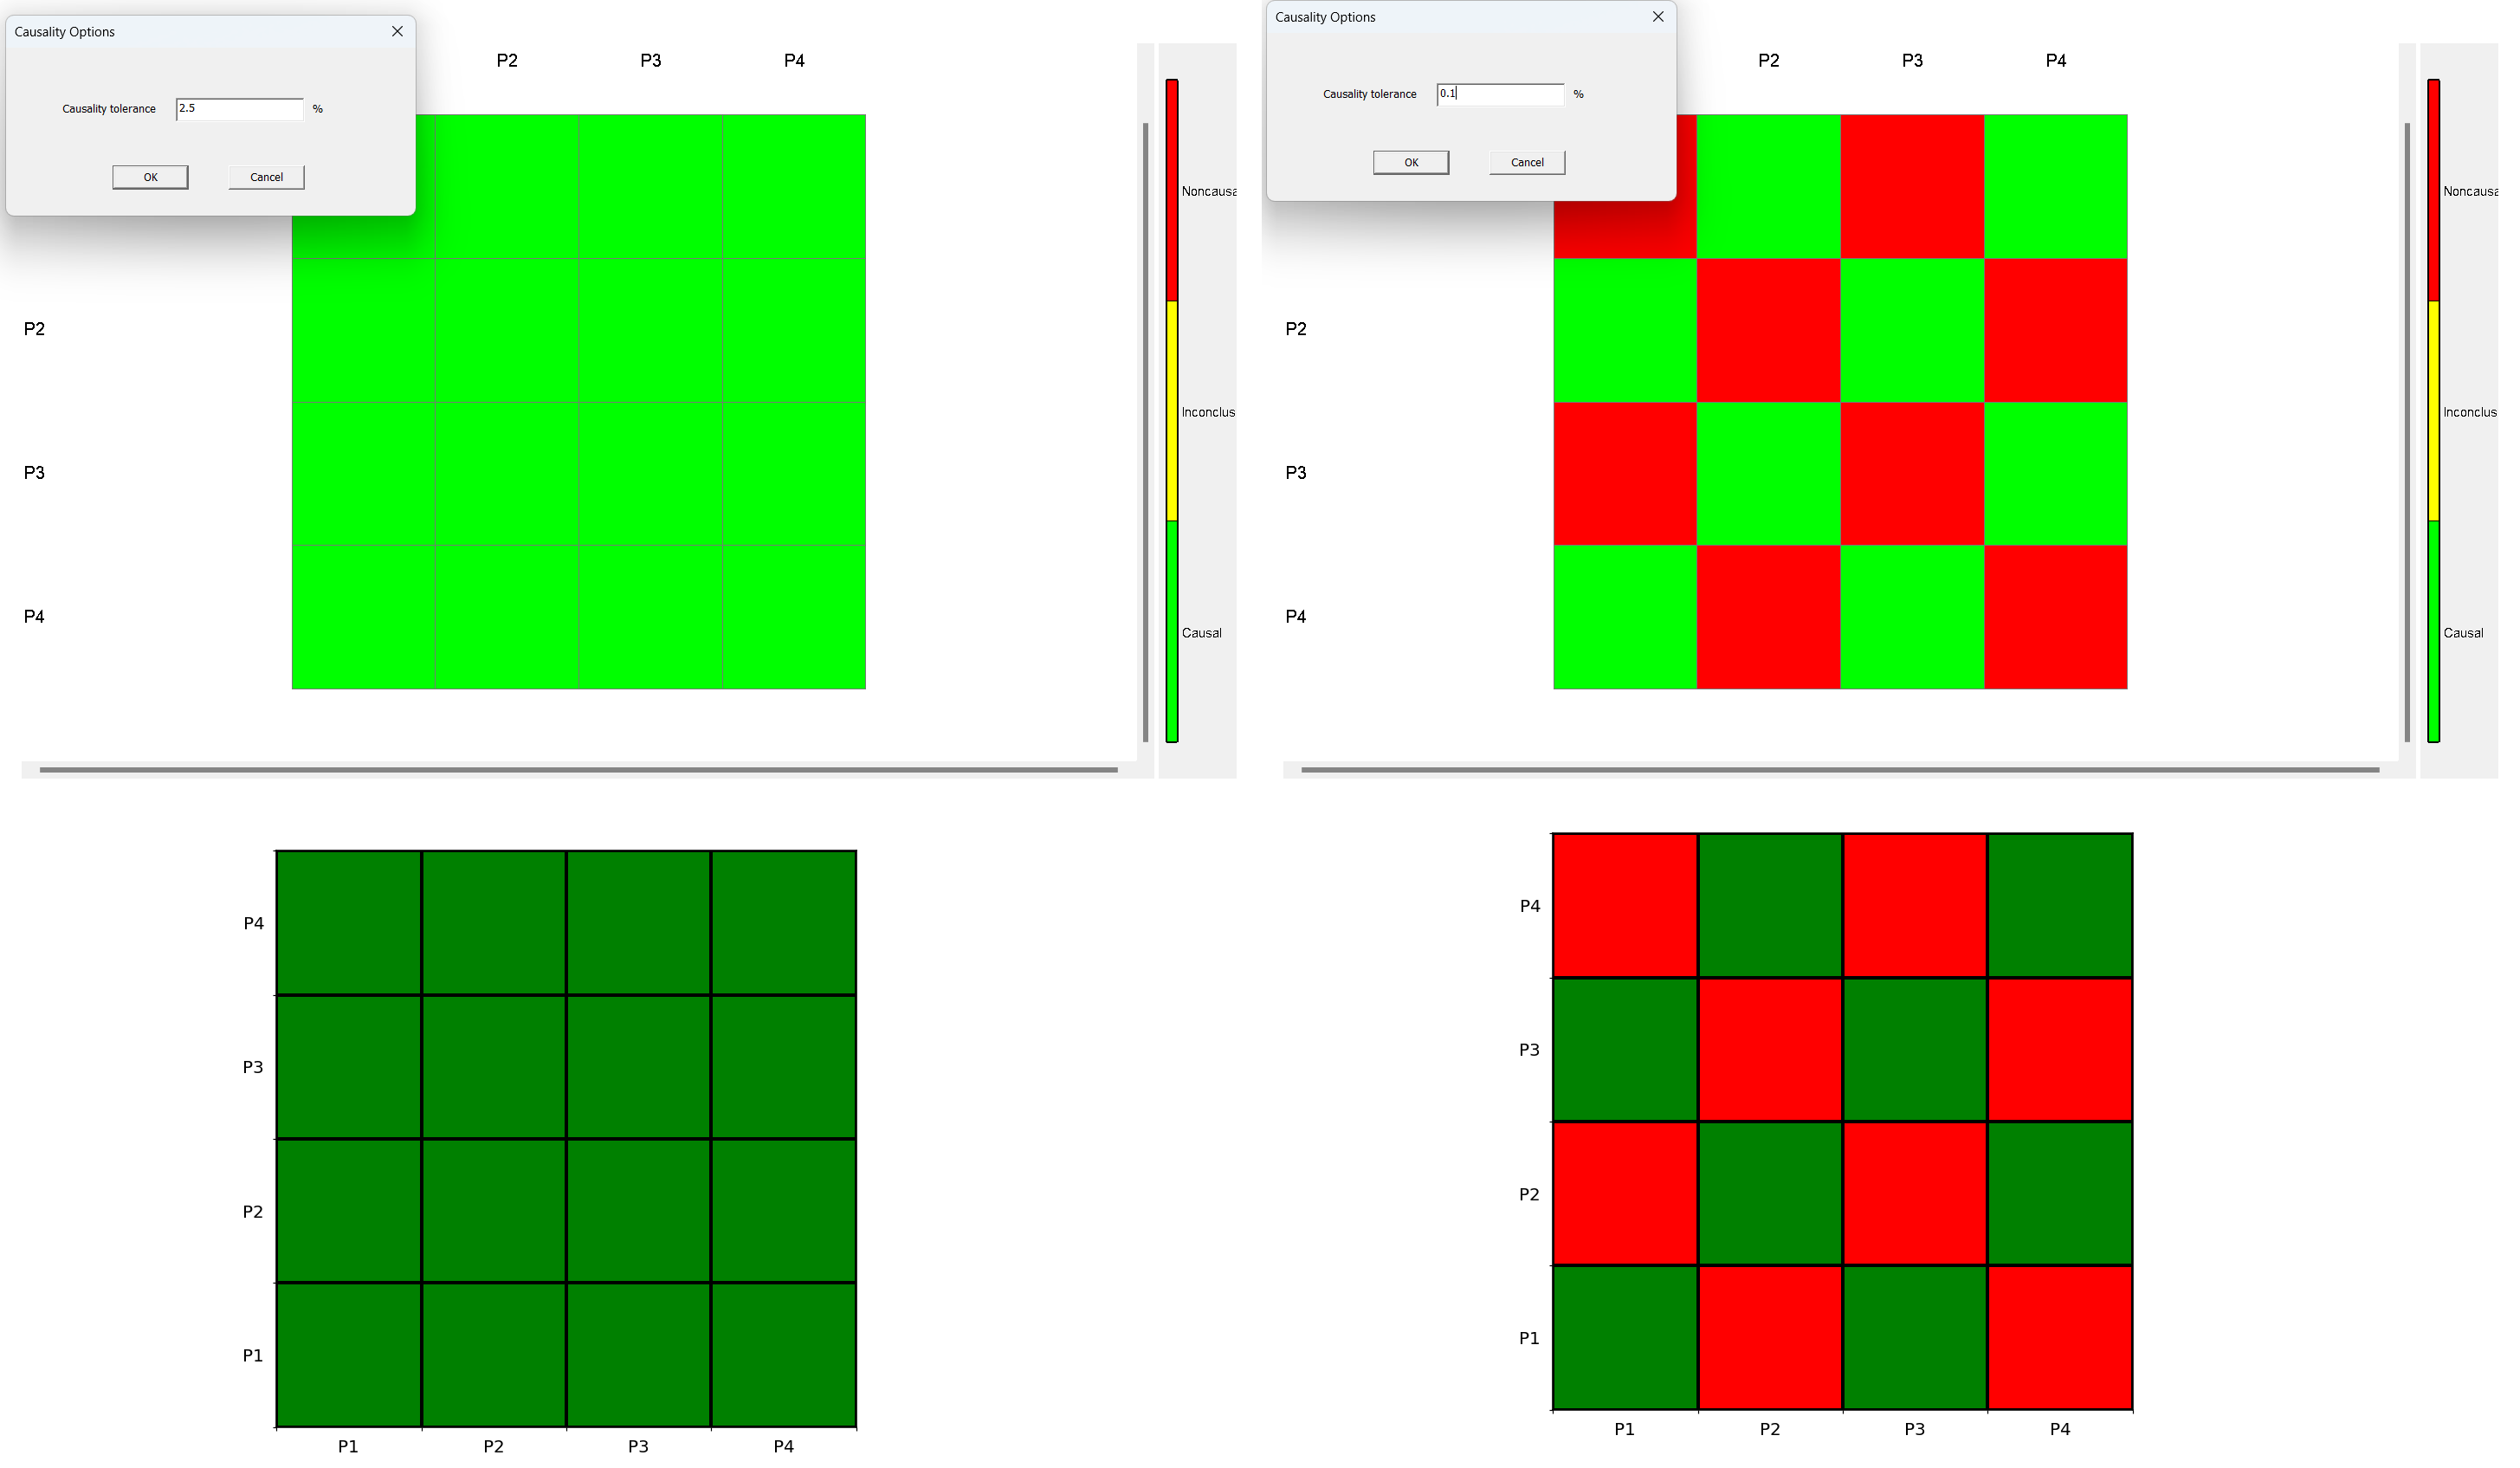 Causality Options
P2 P3 P4
Causality tolerance 2.5 %
OK Cancel
P2
P3
P4
Noncausa
Inconclus
Causal
Causality Options
P2 P3 P4
Causality tolerance 0.1 %
OK Cancel
P2
P3
P4
Noncausa
Inconclus
Causal
P4
P3
P2
P1
P1 P2 P3 P4
P4
P3
P2
P1
P1 P2 P3 P4